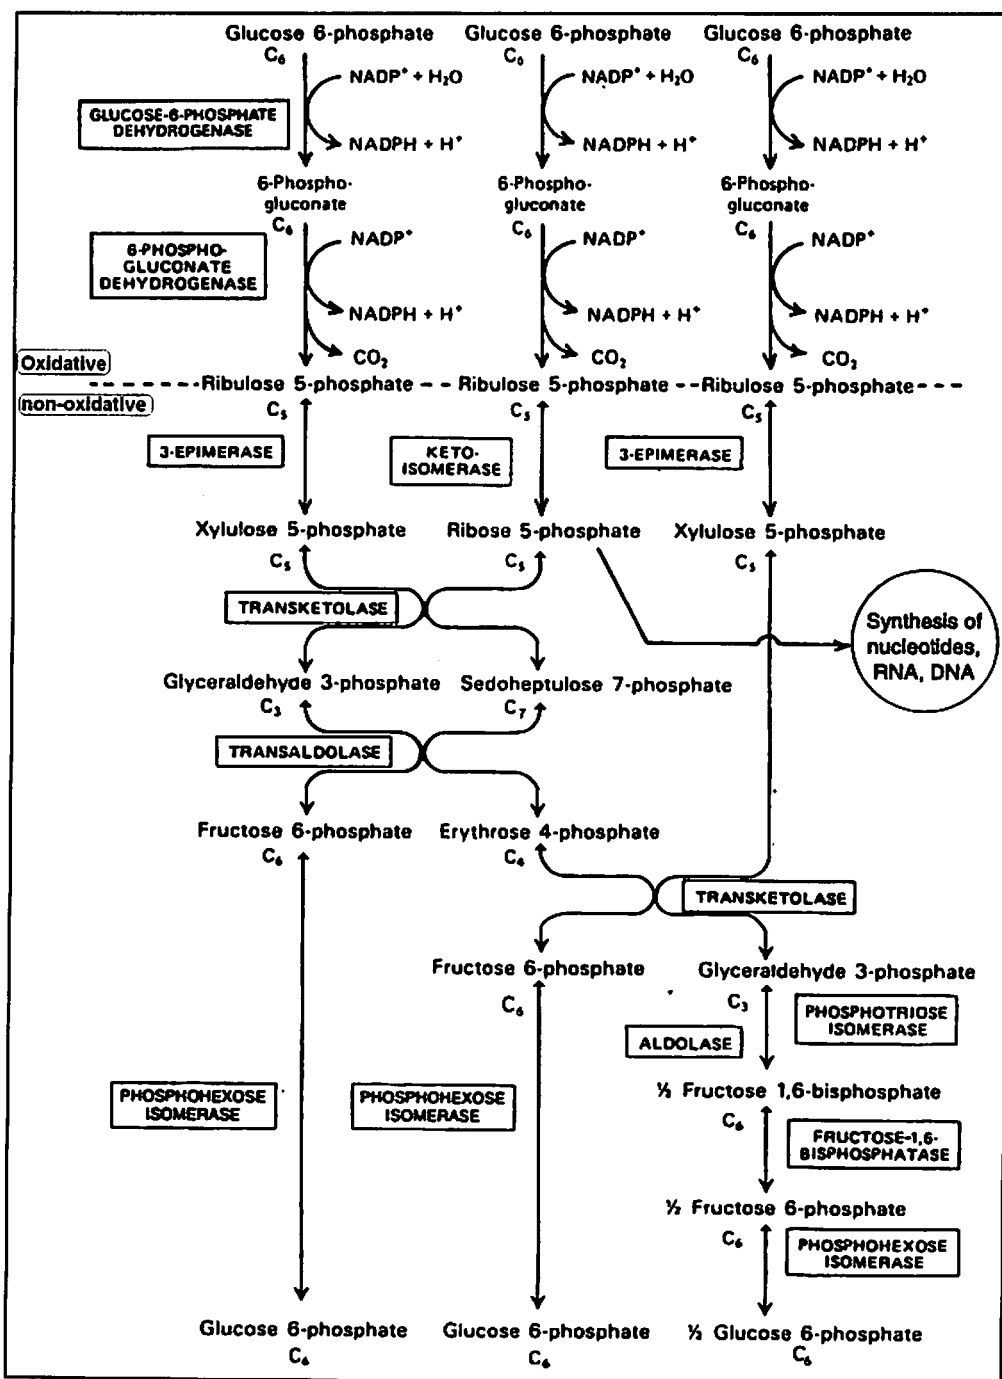 Glucose 6-phosphate Glucose 6-phosphate Glucose 6-phosphate
C₆ C₆ C₆
NADP⁺ + H₂O NADP⁺ + H₂O NADP⁺ + H₂O
GLUCOSE-6-PHOSPHATE
DEHYDROGENASE
NADPH + H⁺ NADPH + H⁺ NADPH + H⁺
6-Phospho- 6-Phospho- 6-Phospho-
gluconate gluconate gluconate
C₆ C₆ C₆
NADP⁺ NADP⁺ NADP⁺
6-PHOSPHO-
GLUCONATE
DEHYDROGENASE
NADPH + H⁺ NADPH + H⁺ NADPH + H⁺
CO₂ CO₂ CO₂
Oxidative
Ribulose 5-phosphate Ribulose 5-phosphate Ribulose 5-phosphate
non-oxidative
C₅ C₅ C₅
3-EPIMERASE
KETO-
ISOMERASE
3-EPIMERASE
Xylulose 5-phosphate Ribose 5-phosphate Xylulose 5-phosphate
C₅ C₅ C₅
TRANSKETOLASE
Synthesis of
nucleotides,
RNA, DNA
Glyceraldehyde 3-phosphate Sedoheptulose 7-phosphate
C₃ C₇
TRANSALDOLASE
Fructose 6-phosphate Erythrose 4-phosphate
C₆ C₄
TRANSKETOLASE
Fructose 6-phosphate Glyceraldehyde 3-phosphate
C₆ C₃
PHOSPHOTRIOSE
ISOMERASE
ALDOLASE
½ Fructose 1,6-bisphosphate
C₆
PHOSPHOHEXOSE
ISOMERASE
PHOSPHOHEXOSE
ISOMERASE
FRUCTOSE-1,6-
BISPHOSPHATASE
½ Fructose 6-phosphate
C₆
PHOSPHOHEXOSE
ISOMERASE
Glucose 6-phosphate Glucose 6-phosphate ½ Glucose 6-phosphate
C₆ C₆ C₆